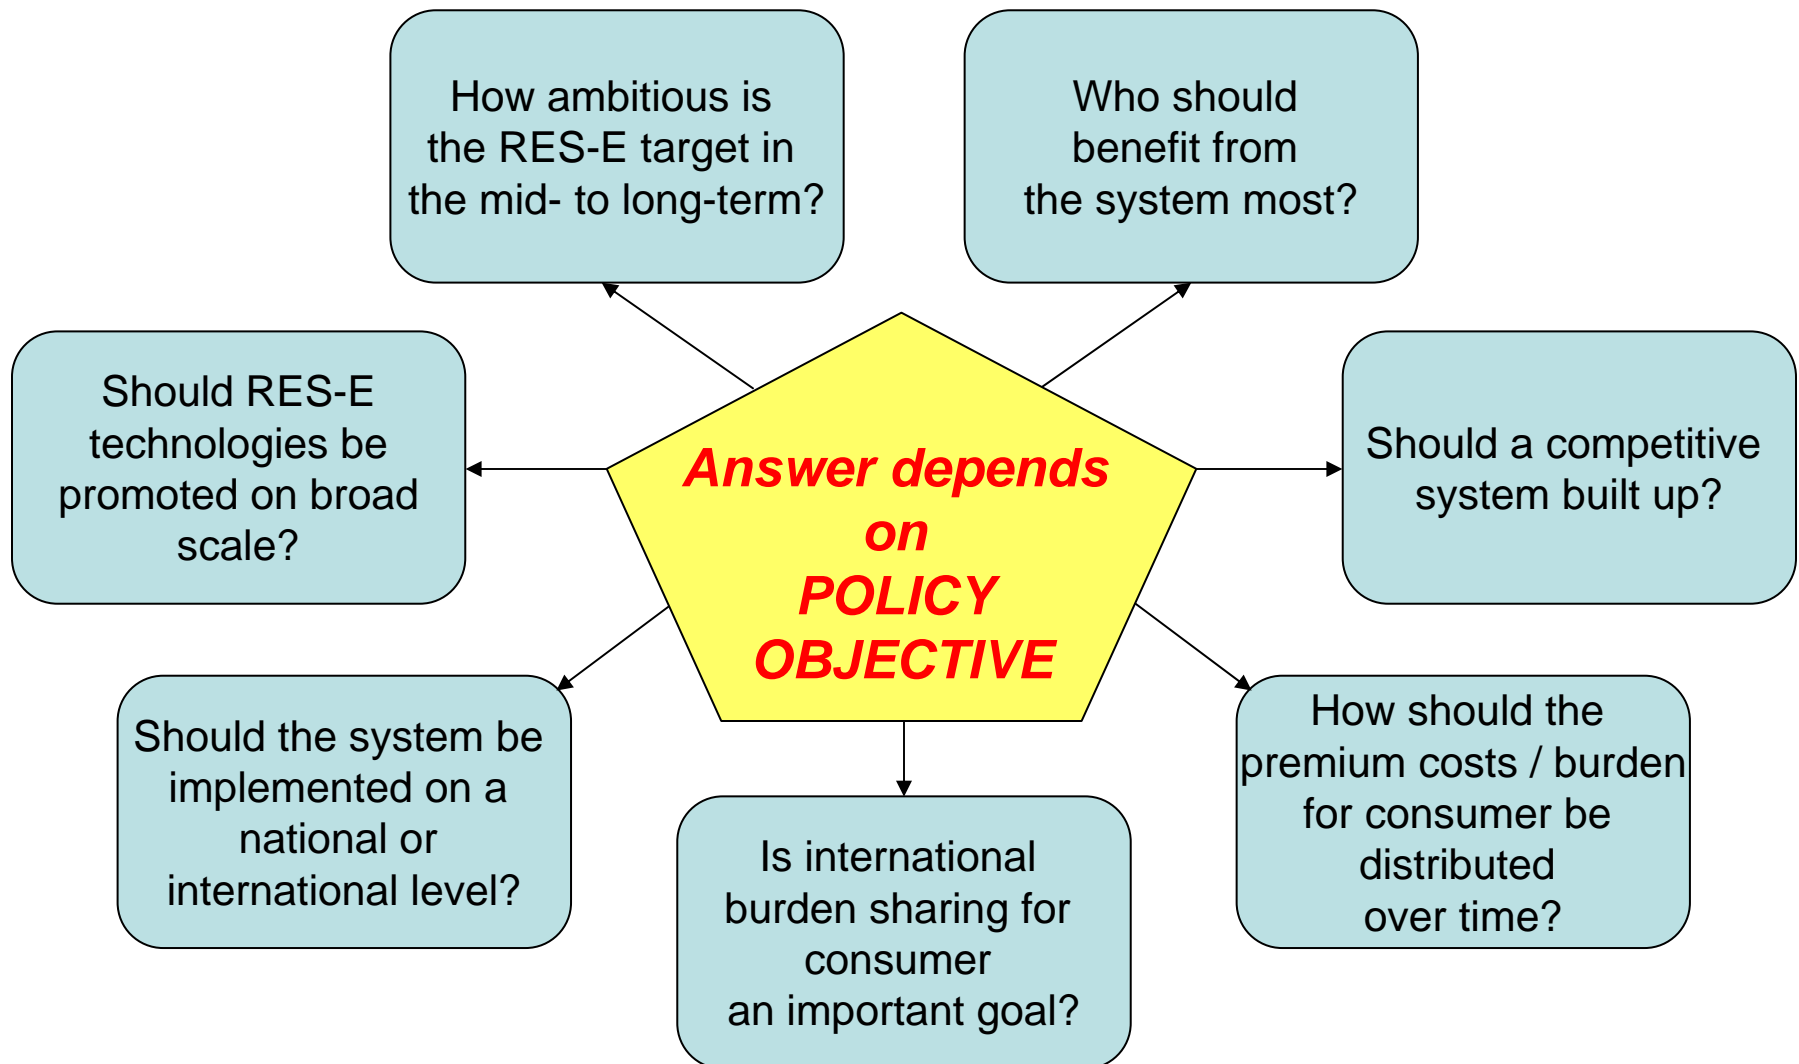 How ambitious is
the RES-E target in
the mid- to long-term?
Who should
benefit from
the system most?
Should RES-E
technologies be
promoted on broad
scale?
Answer depends
on
POLICY
OBJECTIVE
Should a competitive
system built up?
Should the system be
implemented on a
national or
international level?
Is international
burden sharing for
consumer
an important goal?
How should the
premium costs / burden
for consumer be
distributed
over time?